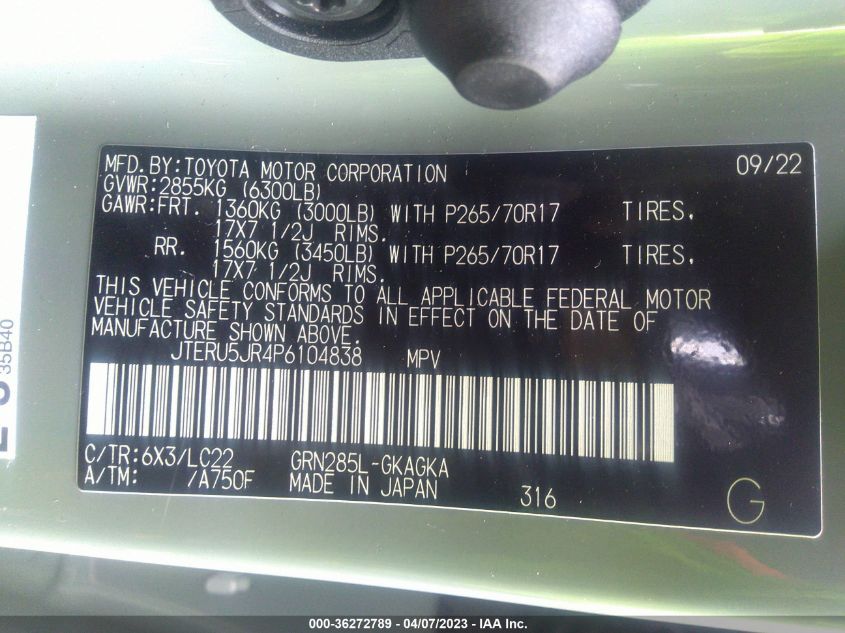 MFD.BY:TOYOTA MOTOR CORPORATION 09/22
GVWR:2855KG (6300LB)
GAWR:FRT. 1360KG (3000LB) WITH P265/70R17 TIRES,
17X7 1/2J RIMS.
RR. 1560KG (3450LB) WITH P265/70R17 TIRES,
17X7 1/2J RIMS.
THIS VEHICLE CONFORMS TO ALL APPLICABLE FEDERAL MOTOR
VEHICLE SAFETY STANDARDS IN EFFECT ON THE DATE OF
MANUFACTURE SHOWN ABOVE.
JTERU5JR4P6104838 MPV
C/TR:6X3/LC22 GRN285L-GKAGKA
A/TM: /A750F MADE IN JAPAN 316 G
35B40
000-36272789 - 04/07/2023 - IAA Inc.